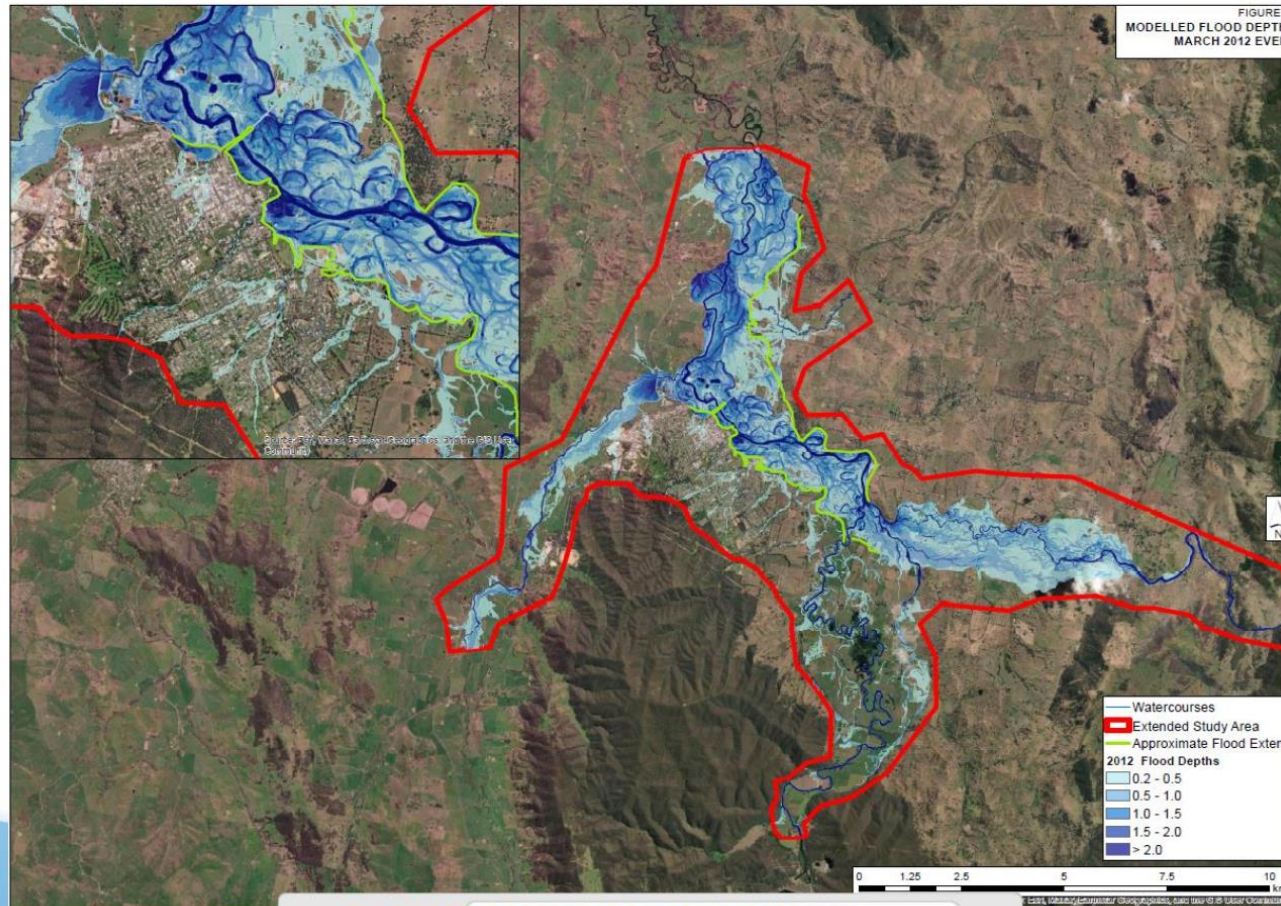 FIGURE
MODELLED FLOOD DEPTH
MARCH 2012 EVE
N
Watercourses
Extended Study Area
Approximate Flood Exten
2012 Flood Depths
0.2 - 0.5
0.5 - 1.0
1.0 - 1.5
1.5 - 2.0
> 2.0
0 1.25 2.5 5 7.5 10
k